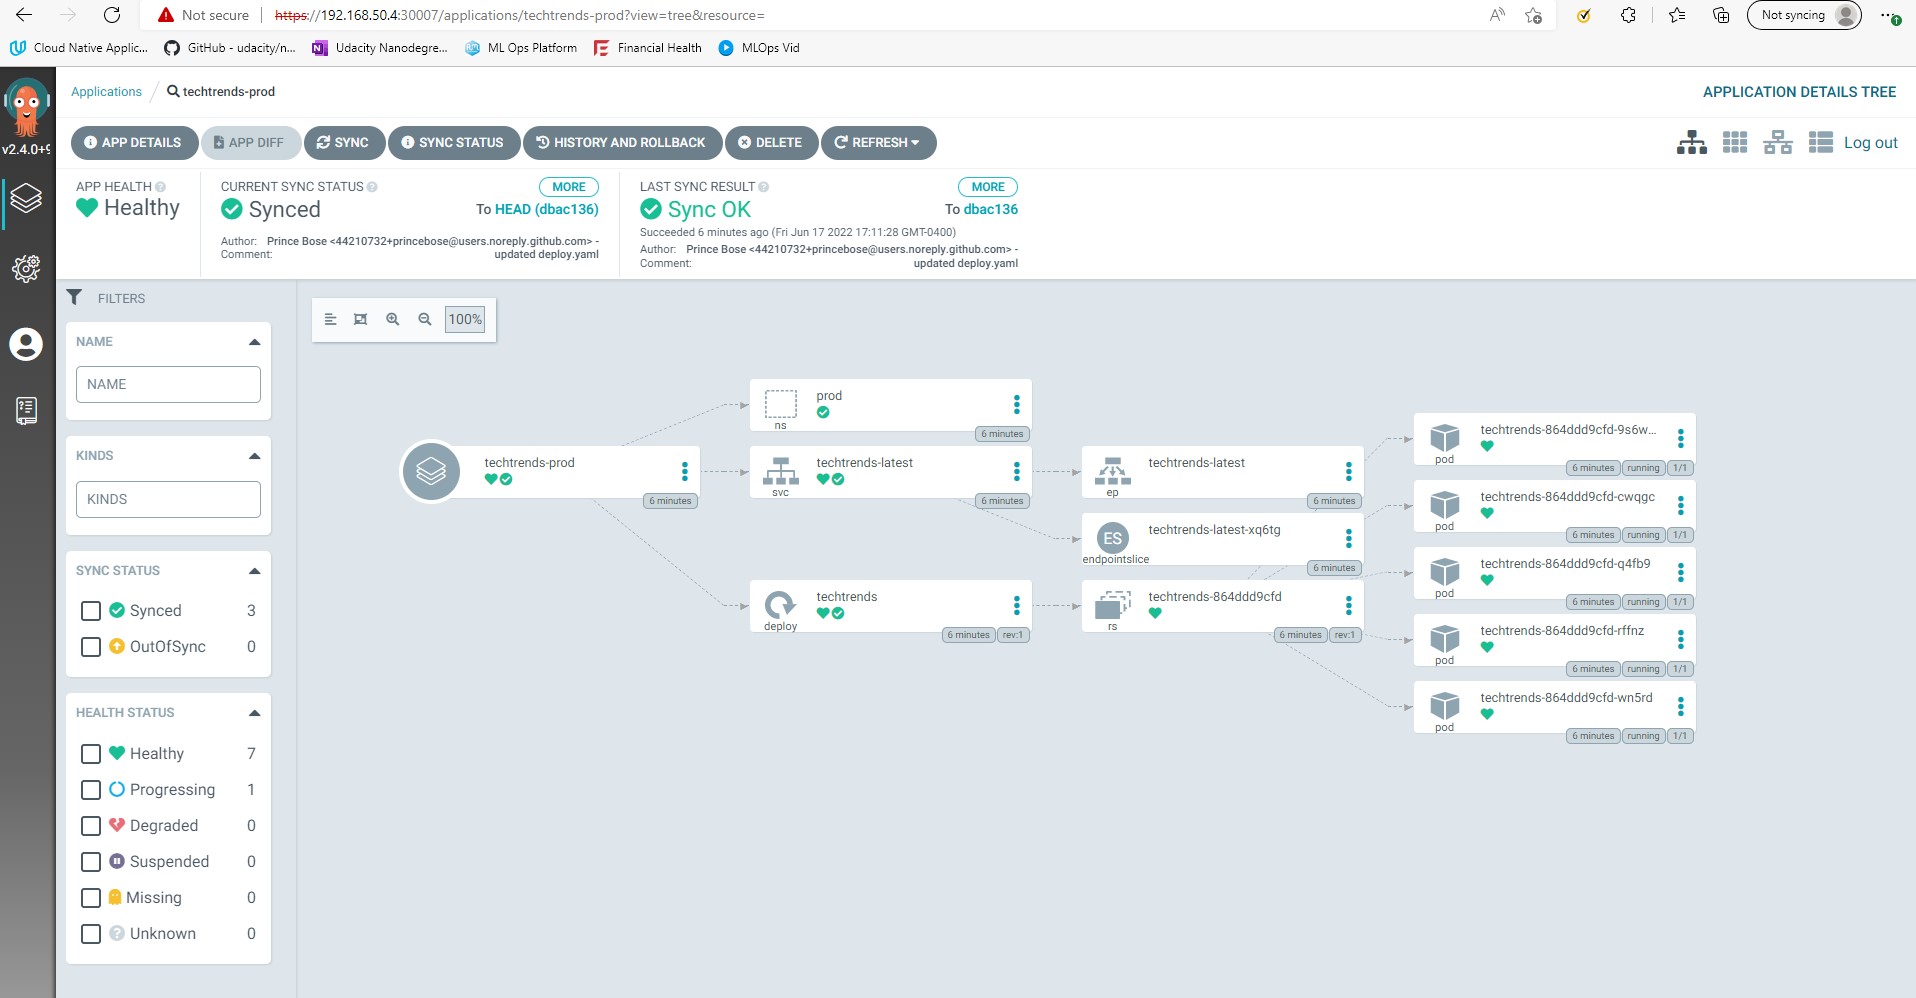 Not secure
https://192.168.50.4:30007/applications/techtrends-prod?view=tree&resource=
Not syncing
Cloud Native Applic...
GitHub - udacity/n...
Udacity Nanodegre...
ML Ops Platform
Financial Health
MLOps Vid
Applications / techtrends-prod
APPLICATION DETAILS TREE
v2.4.0+9
APP DETAILS
APP DIFF
SYNC
SYNC STATUS
HISTORY AND ROLLBACK
DELETE
REFRESH
Log out
APP HEALTH
Healthy
CURRENT SYNC STATUS
MORE
Synced
To HEAD (dbac136)
Author: Prince Bose <44210732+princebose@users.noreply.github.com> -
Comment: updated deploy.yaml
LAST SYNC RESULT
MORE
Sync OK
To dbac136
Succeeded 6 minutes ago (Fri Jun 17 2022 17:11:28 GMT-0400)
Author: Prince Bose <44210732+princebose@users.noreply.github.com> -
Comment: updated deploy.yaml
FILTERS
NAME
NAME
KINDS
KINDS
SYNC STATUS
Synced 3
OutOfSync 0
HEALTH STATUS
Healthy 7
Progressing 1
Degraded 0
Suspended 0
Missing 0
Unknown 0
100%
techtrends-prod
6 minutes
prod
ns
6 minutes
techtrends-latest
svc
6 minutes
techtrends
deploy
6 minutes rev:1
techtrends-latest
ep
6 minutes
ES
techtrends-latest-xq6tg
endpointslice
6 minutes
techtrends-864ddd9cfd
rs
6 minutes rev:1
techtrends-864ddd9cfd-9s6w...
pod
6 minutes running 1/1
techtrends-864ddd9cfd-cwqgc
pod
6 minutes running 1/1
techtrends-864ddd9cfd-q4fb9
pod
6 minutes running 1/1
techtrends-864ddd9cfd-rffnz
pod
6 minutes running 1/1
techtrends-864ddd9cfd-wn5rd
pod
6 minutes running 1/1